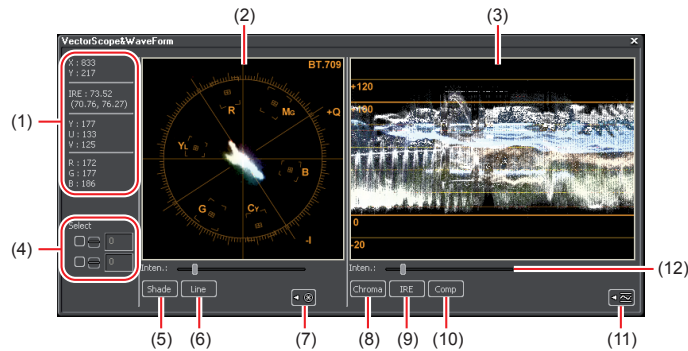 (2)
(3)
VectorScope&WaveForm
X : 833
Y : 217
IRE : 73.52
(70.76, 76.27)
Y : 177
U : 133
V : 125
R : 172
G : 177
B : 186
(1)
BT.709
R
MG
+Q
YL
B
G
CY
-I
+120
+100
0
-20
(4)
Select
0
0
Inten.:
Inten.:
(12)
Shade
Line
Chroma
IRE
Comp
(5)
(6)
(7)
(8)
(9)
(10)
(11)